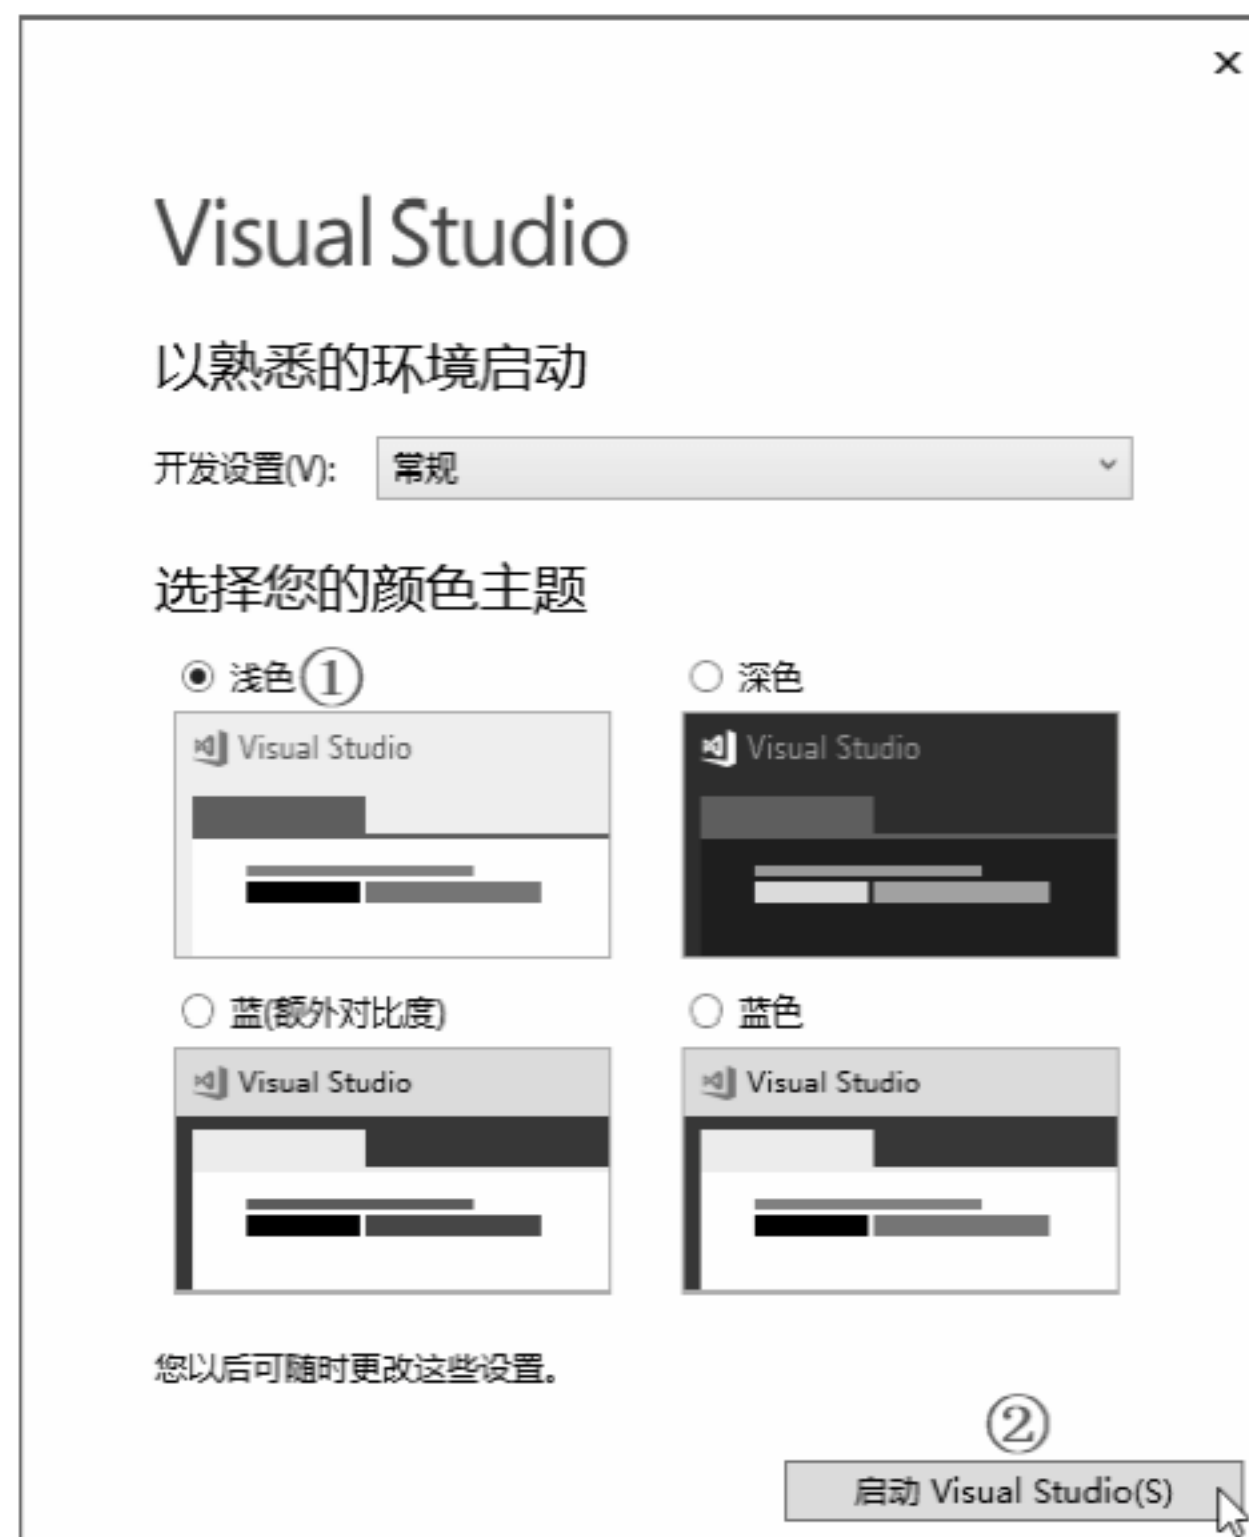 ×
Visual Studio
以熟悉的环境启动
开发设置(V): 常规
选择您的颜色主题
浅色① 深色
Visual Studio Visual Studio
蓝(额外对比度) 蓝色
Visual Studio Visual Studio
您以后可随时更改这些设置。
②
启动 Visual Studio(S)